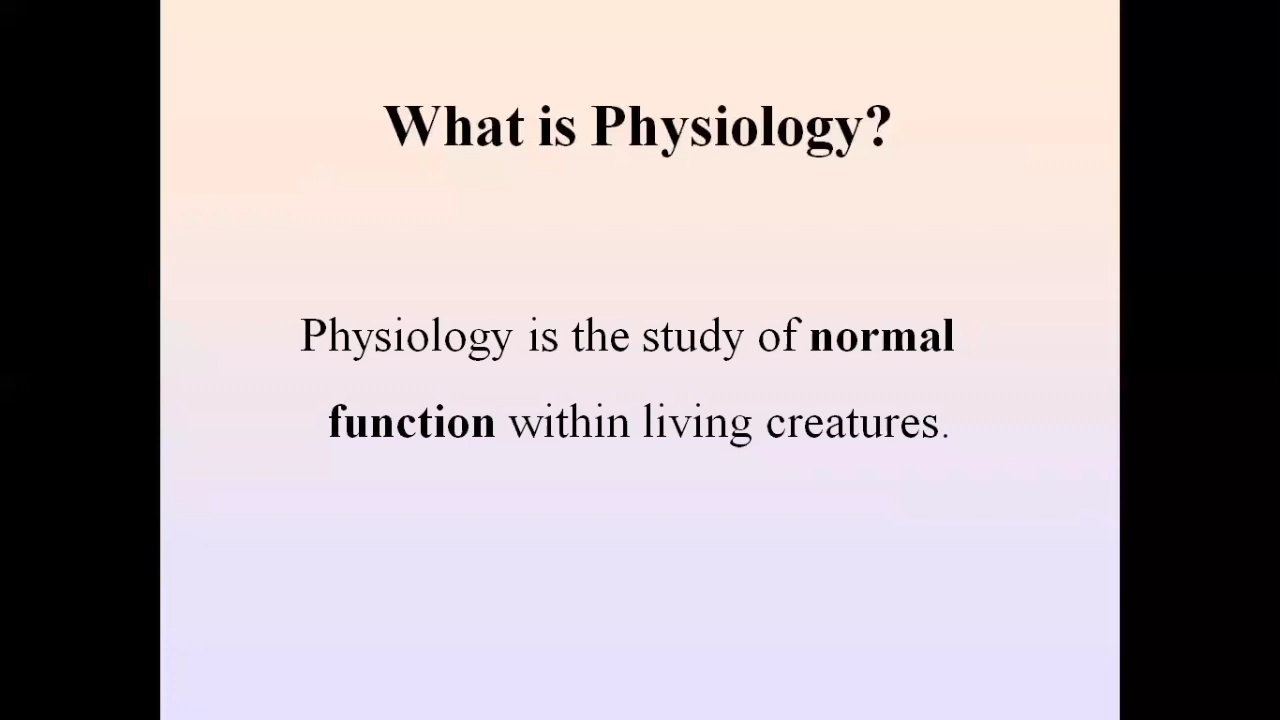 What is Physiology?
Physiology is the study of normal
function within living creatures.